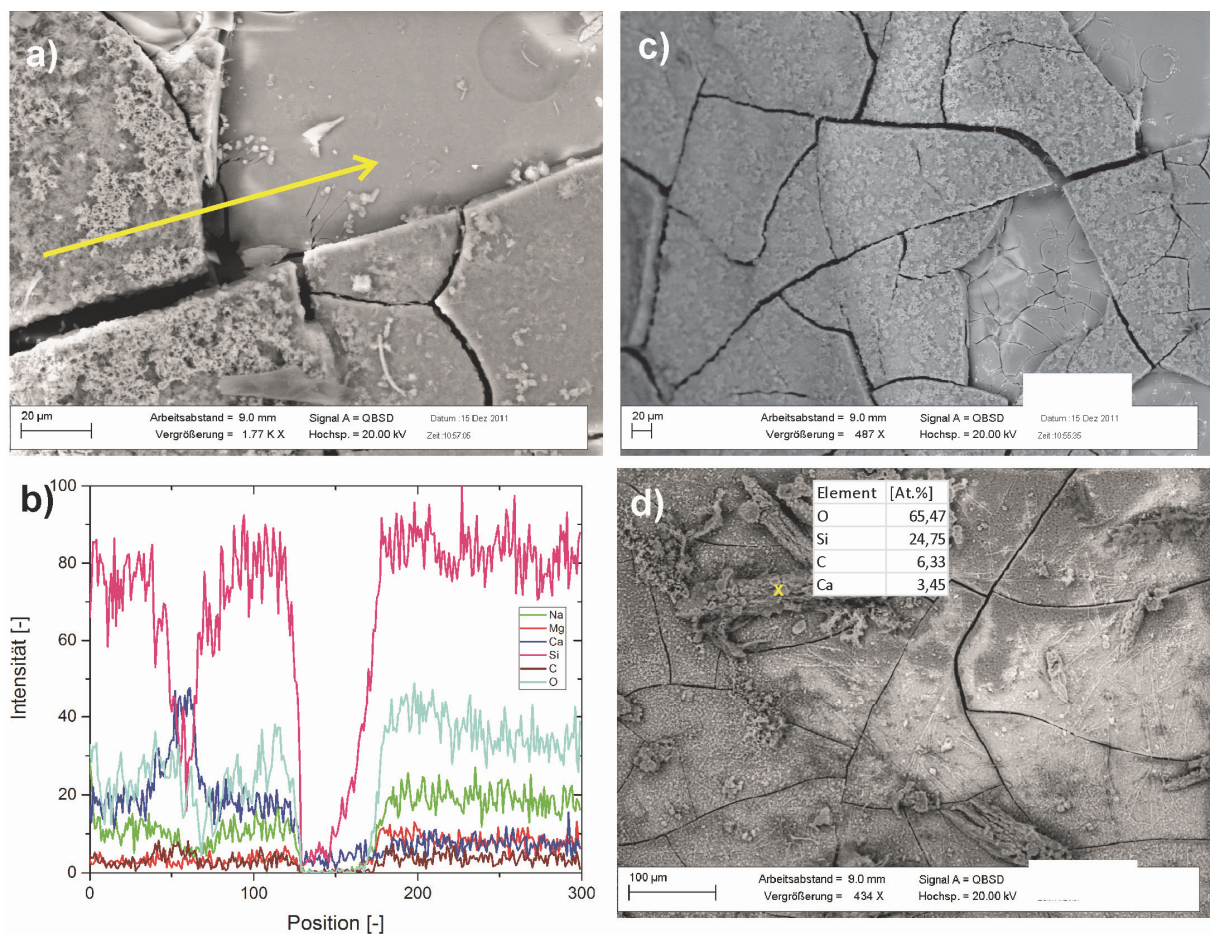 a)
20 µm
Arbeitsabstand = 9.0 mm
Signal A = QBSD
Datum :15 Dez 2011
Vergrößerung = 1.77 K X
Hochsp. = 20.00 kV
Zeit :10:57:05
c)
20 µm
Arbeitsabstand = 9.0 mm
Signal A = QBSD
Datum :15 Dez 2011
Vergrößerung = 487 X
Hochsp. = 20.00 kV
Zeit :10:55:35
b)
Intensität [-]
100
80
60
40
20
0
Na
Mg
Ca
Si
C
O
0
100
200
300
Position [-]
d)
Element [At.%]
O 65,47
Si 24,75
C 6,33
Ca 3,45
x
100 µm
Arbeitsabstand = 9.0 mm
Signal A = QBSD
Vergrößerung = 434 X
Hochsp. = 20.00 kV